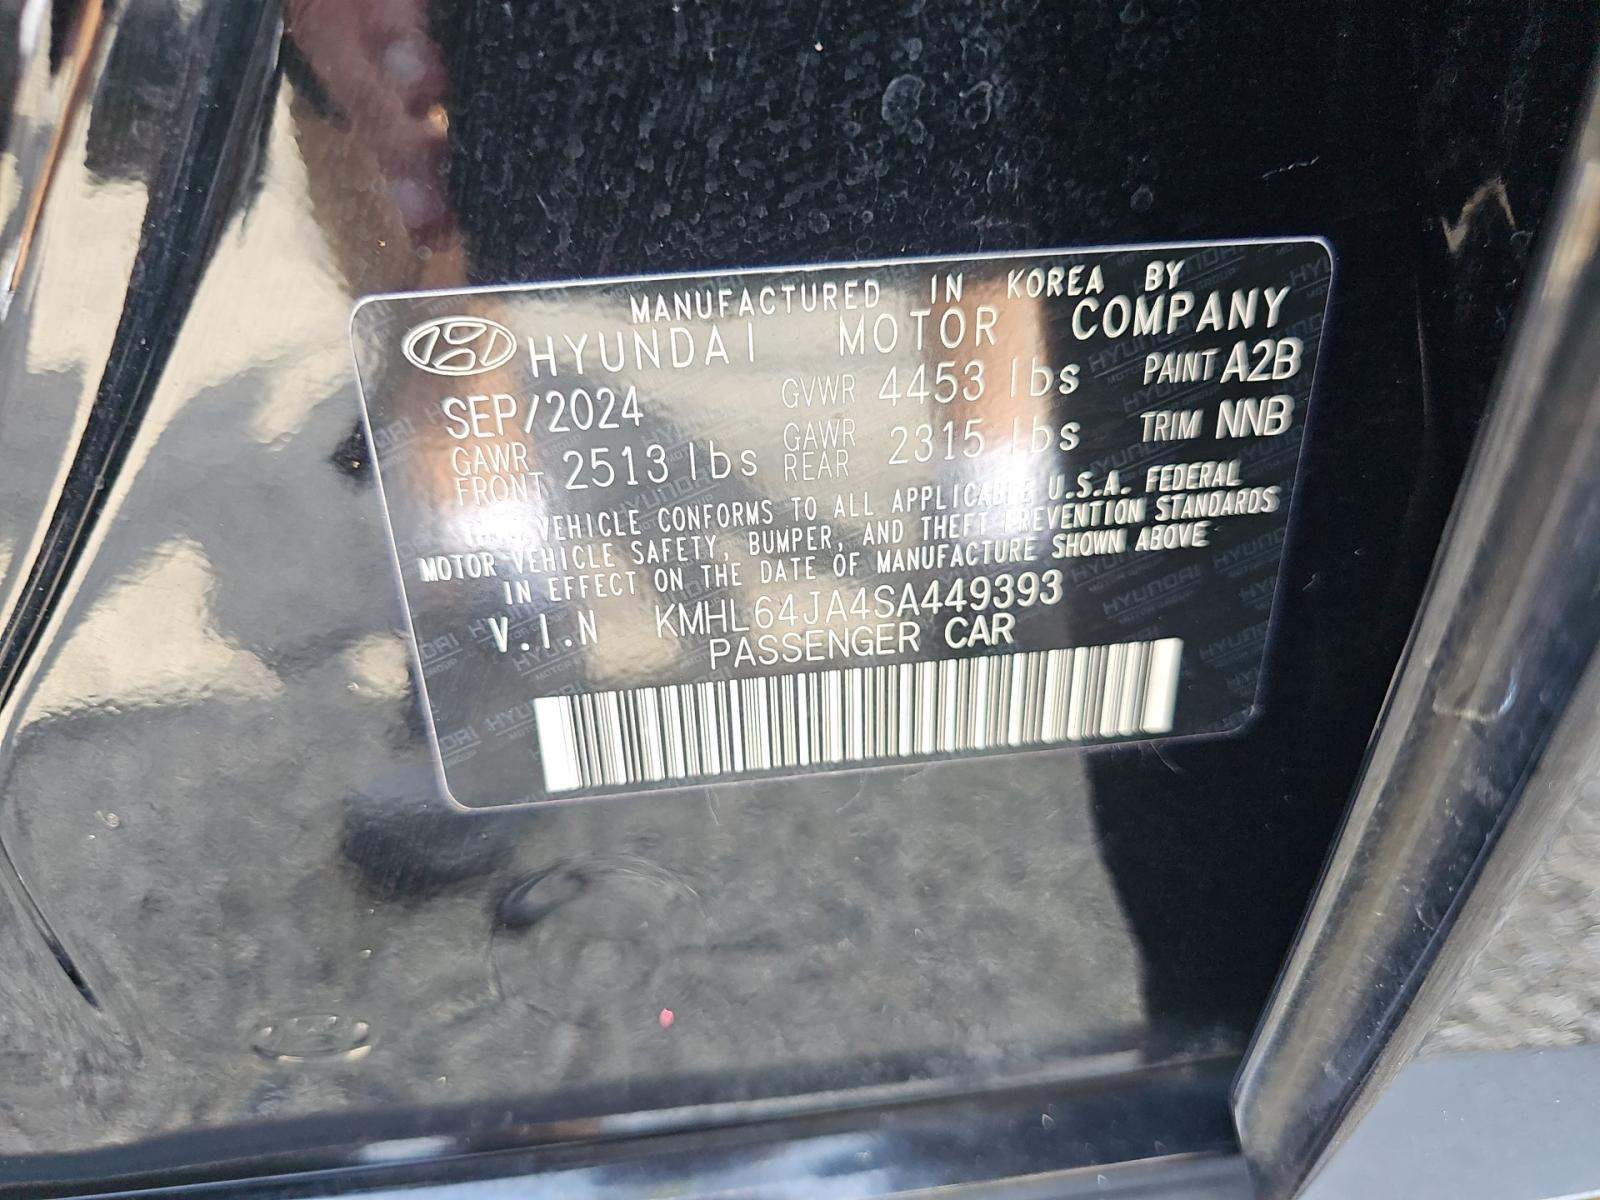 MANUFACTURED IN KOREA BY
HYUNDAI MOTOR COMPANY
SEP/2024 GVWR 4453 lbs PAINT A2B
GAWR FRONT 2513 lbs GAWR REAR 2315 lbs TRIM NNB
VEHICLE CONFORMS TO ALL APPLICABLE U.S.A. FEDERAL
MOTOR VEHICLE SAFETY, BUMPER, AND THEFT PREVENTION STANDARDS
IN EFFECT ON THE DATE OF MANUFACTURE SHOWN ABOVE
V.I.N KMHL64JA4SA449393
PASSENGER CAR